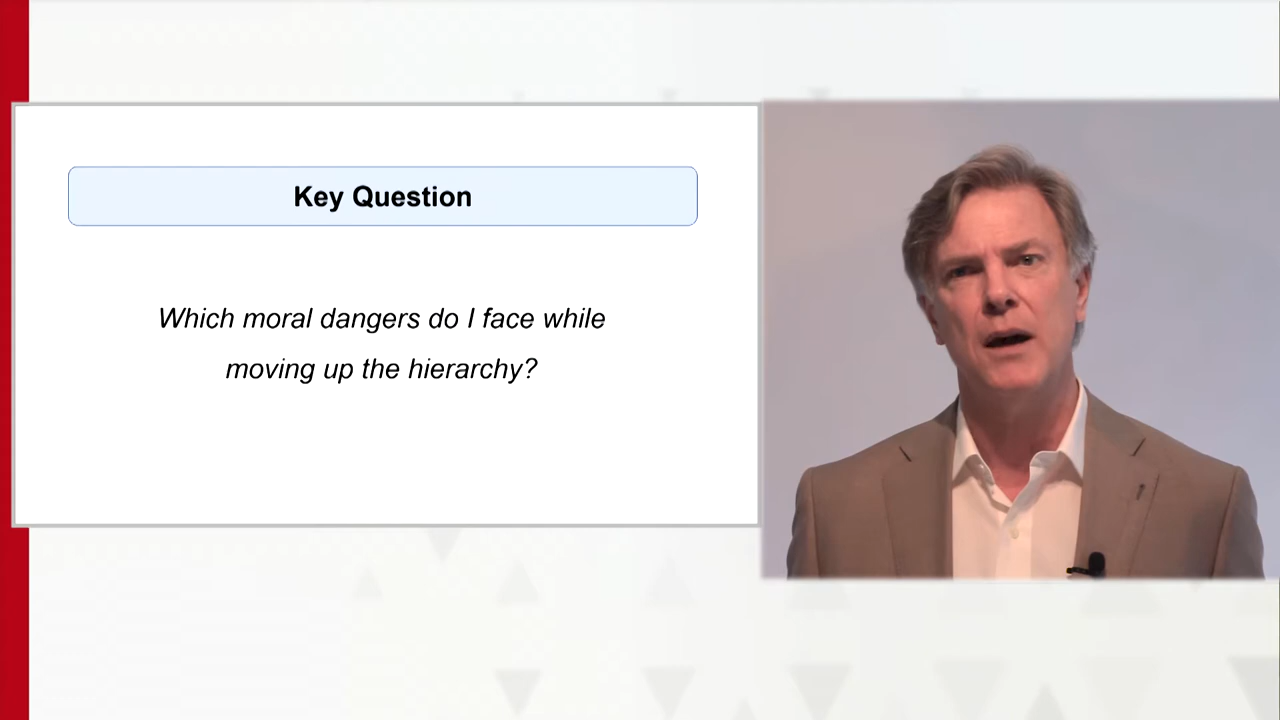 Key Question
Which moral dangers do I face while
moving up the hierarchy?